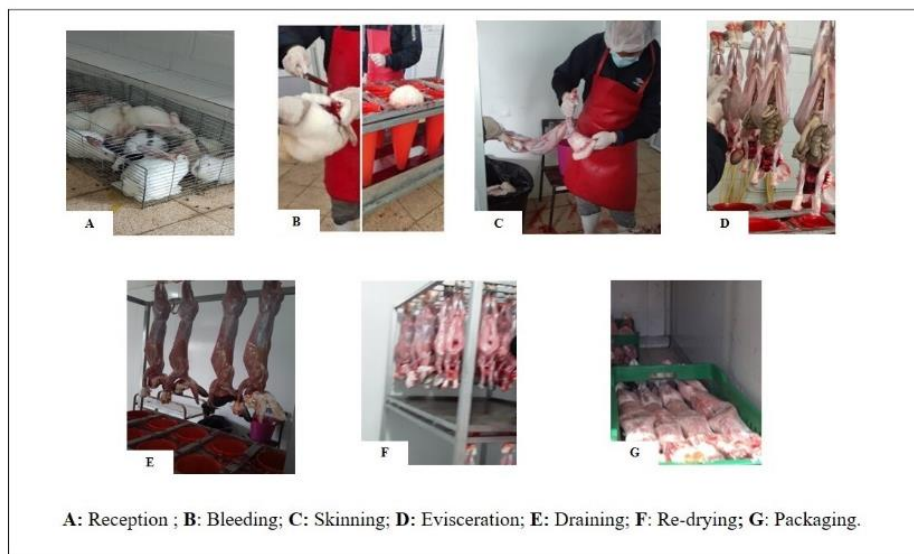 A
B
C
D
E
F
G
A: Reception ; B: Bleeding; C: Skinning; D: Evisceration; E: Draining; F: Re-drying; G: Packaging.